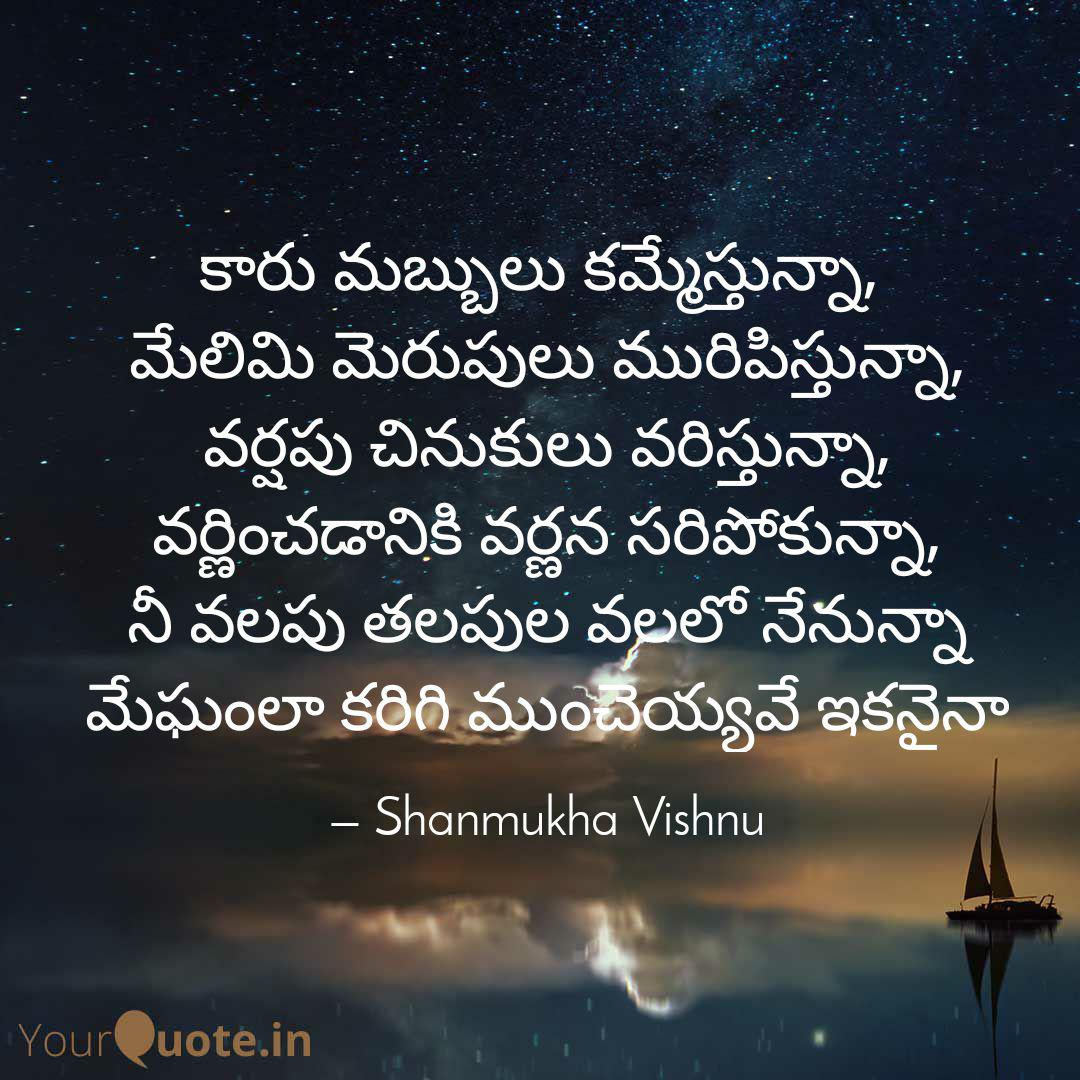 కారు మబ్బులు కమ్మేస్తున్నా,
మేలిమి మెరుపులు మురిపిస్తున్నా,
వర్షపు చినుకులు వరిస్తున్నా,
వర్ణించడానికి వర్ణన సరిపోకున్నా,
నీ వలపు తలపుల వలలో నేనున్నా
మేఘంలా కరిగి ముంచెయ్యవే ఇకనైనా
– Shanmukha Vishnu
YourQuote.in